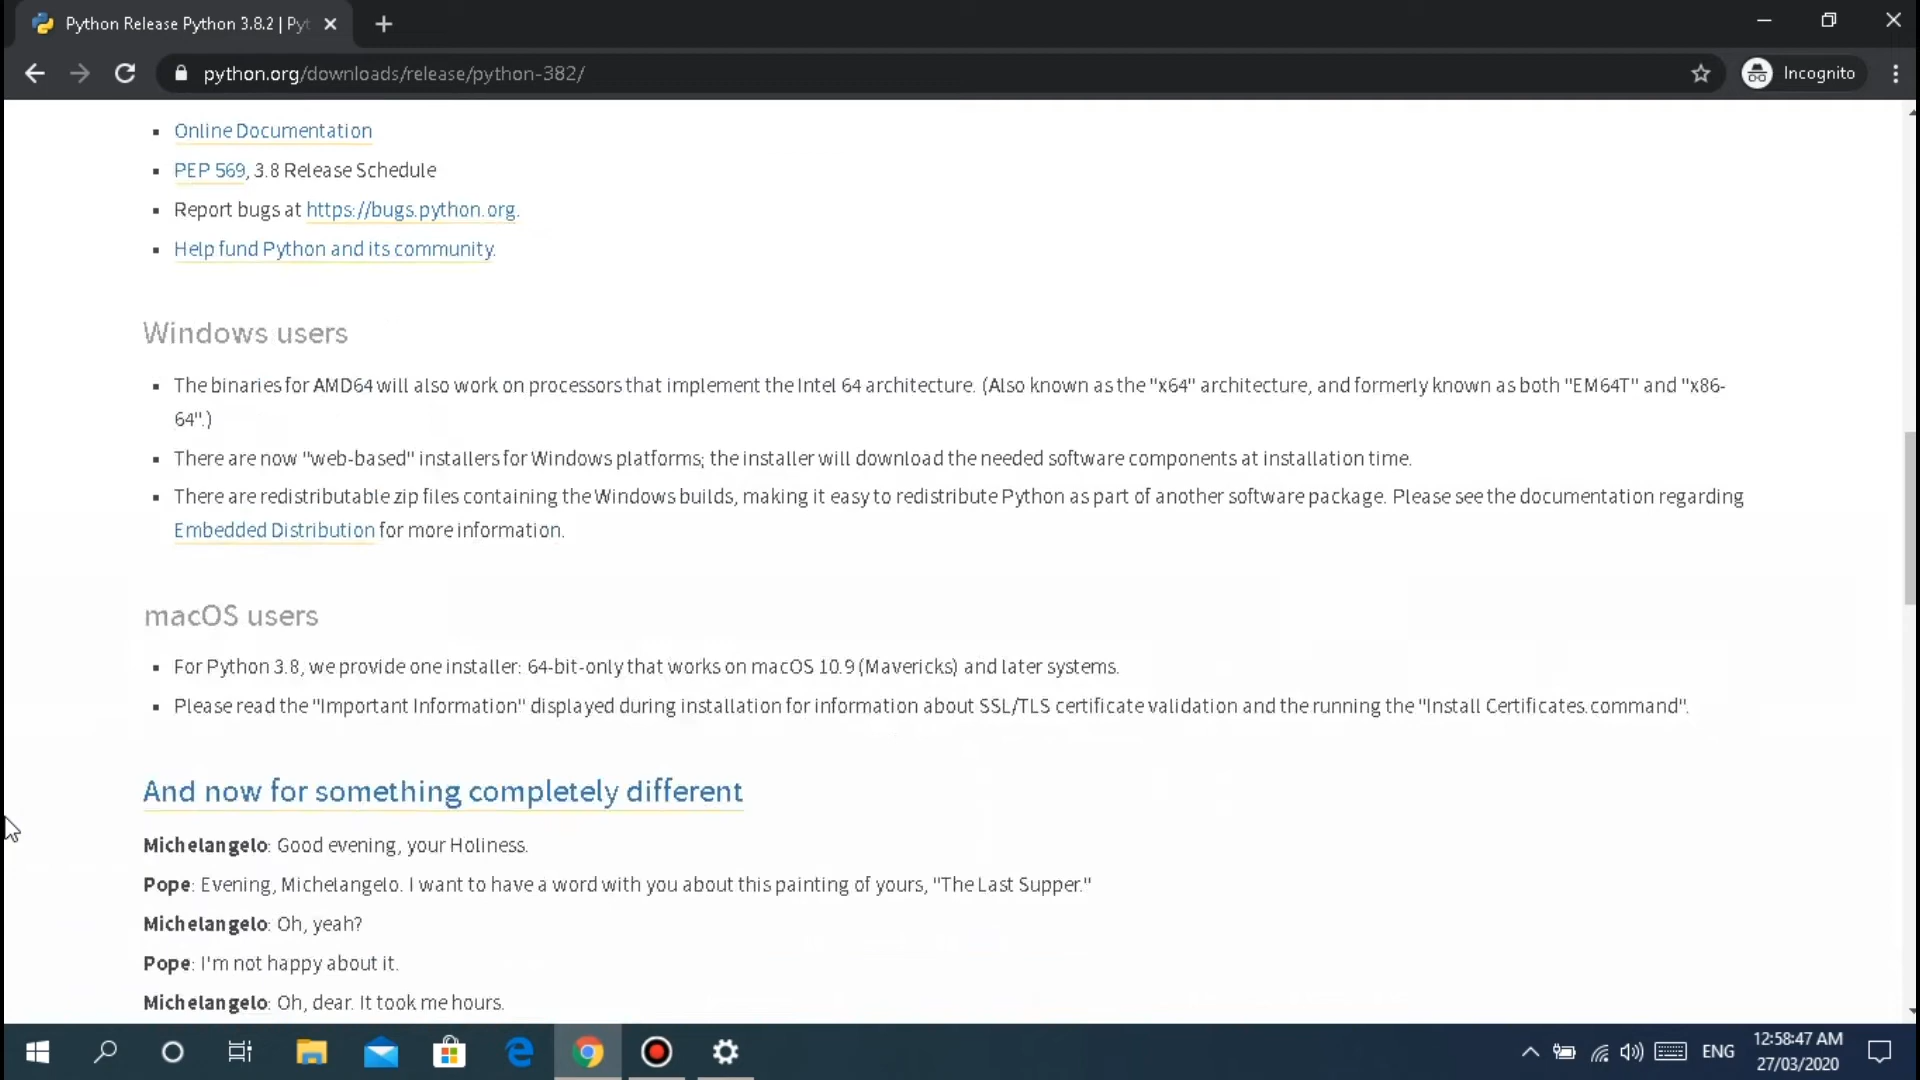 Python Release Python 3.8.2 | Pyt
python.org/downloads/release/python-382/
Incognito
Online Documentation
PEP 569, 3.8 Release Schedule
Report bugs at https://bugs.python.org.
Help fund Python and its community.
Windows users
The binaries for AMD64 will also work on processors that implement the Intel 64 architecture. (Also known as the "x64" architecture, and formerly known as both "EM64T" and "x86-
64".)
There are now "web-based" installers for Windows platforms; the installer will download the needed software components at installation time.
There are redistributable zip files containing the Windows builds, making it easy to redistribute Python as part of another software package. Please see the documentation regarding
Embedded Distribution for more information.
macOS users
For Python 3.8, we provide one installer: 64-bit-only that works on macOS 10.9 (Mavericks) and later systems.
Please read the "Important Information" displayed during installation for information about SSL/TLS certificate validation and the running the "Install Certificates.command".
And now for something completely different
Michelangelo: Good evening, your Holiness.
Pope: Evening, Michelangelo. I want to have a word with you about this painting of yours, "The Last Supper."
Michelangelo: Oh, yeah?
Pope: I'm not happy about it.
Michelangelo: Oh, dear. It took me hours.
ENG
12:58:47 AM
27/03/2020